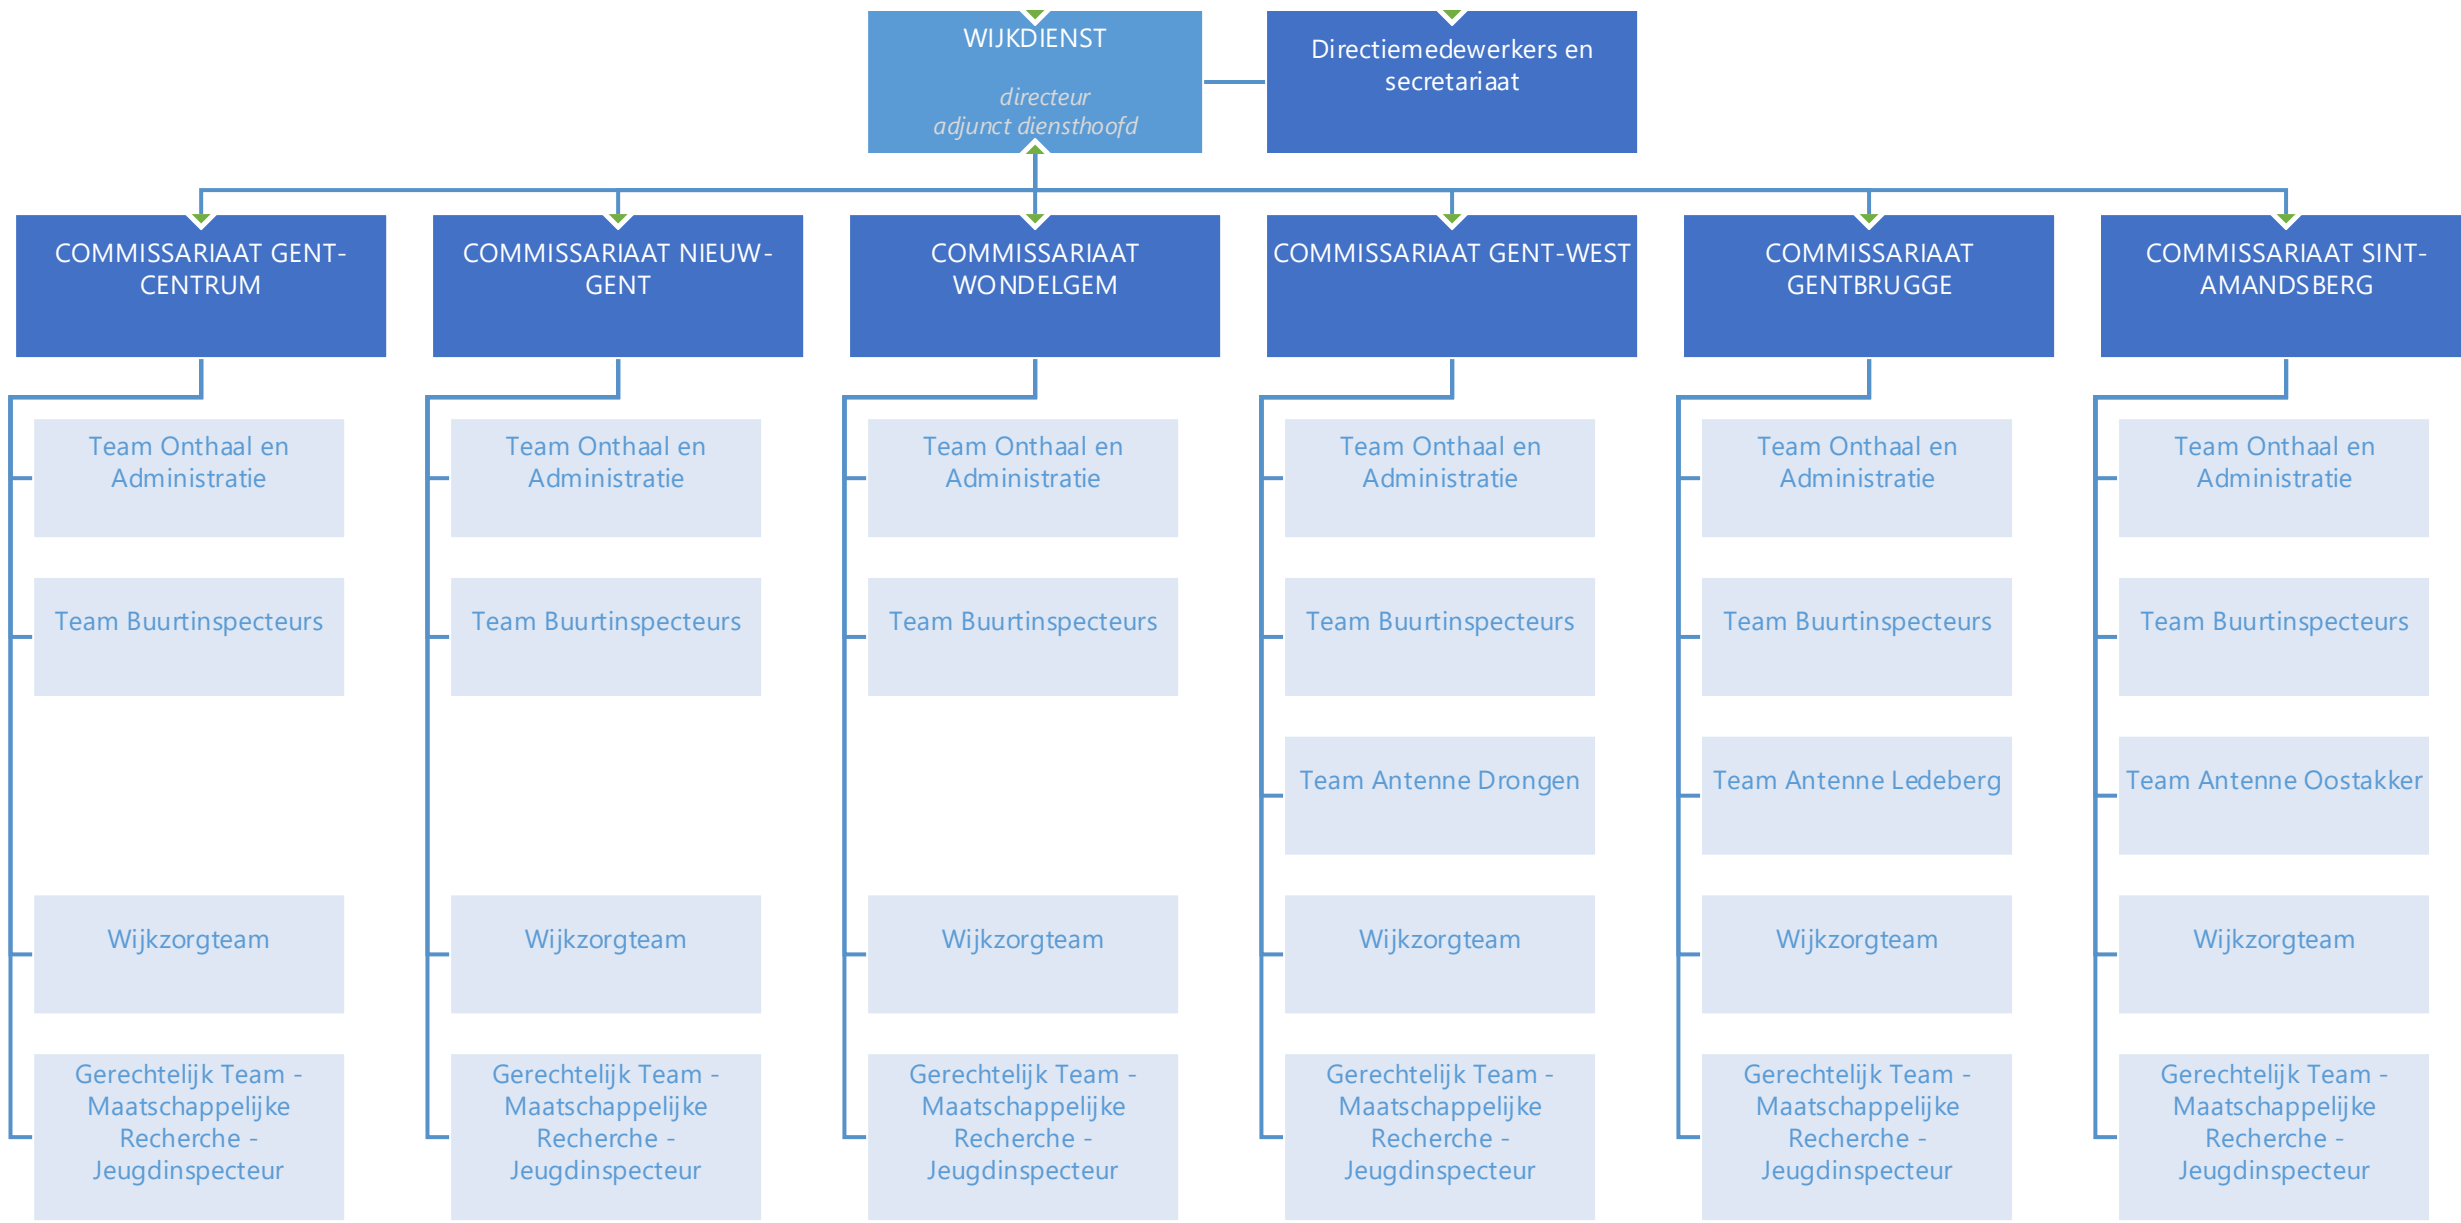 WIJKDIENST
directeur
adjunct diensthoofd
Directiemedewerkers en
secretariaat
COMMISSARIAAT GENT-
CENTRUM
COMMISSARIAAT NIEUW-
GENT
COMMISSARIAAT
WONDELGEM
COMMISSARIAAT GENT-WEST
COMMISSARIAAT
GENTBRUGGE
COMMISSARIAAT SINT-
AMANDSBERG
Team Onthaal en
Administratie
Team Onthaal en
Administratie
Team Onthaal en
Administratie
Team Onthaal en
Administratie
Team Onthaal en
Administratie
Team Onthaal en
Administratie
Team Buurtinspecteurs
Team Buurtinspecteurs
Team Buurtinspecteurs
Team Buurtinspecteurs
Team Buurtinspecteurs
Team Buurtinspecteurs
Team Antenne Drongen
Team Antenne Ledeberg
Team Antenne Oostakker
Wijkzorgteam
Wijkzorgteam
Wijkzorgteam
Wijkzorgteam
Wijkzorgteam
Wijkzorgteam
Gerechtelijk Team -
Maatschappelijke
Recherche -
Jeugdinspecteur
Gerechtelijk Team -
Maatschappelijke
Recherche -
Jeugdinspecteur
Gerechtelijk Team -
Maatschappelijke
Recherche -
Jeugdinspecteur
Gerechtelijk Team -
Maatschappelijke
Recherche -
Jeugdinspecteur
Gerechtelijk Team -
Maatschappelijke
Recherche -
Jeugdinspecteur
Gerechtelijk Team -
Maatschappelijke
Recherche -
Jeugdinspecteur